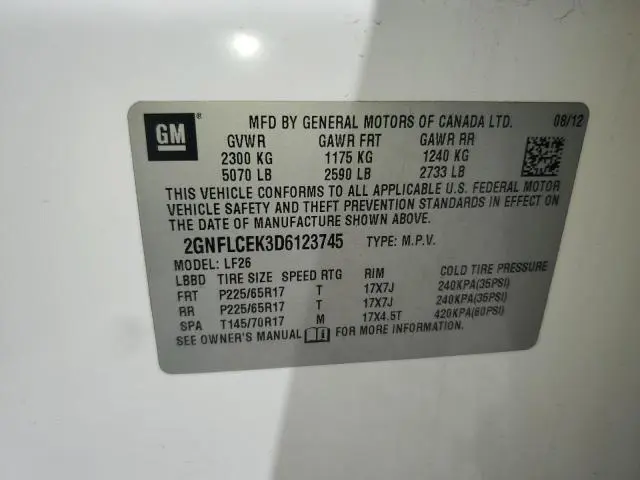 GM ®
MFD BY GENERAL MOTORS OF CANADA LTD. 08/12
GVWR GAWR FRT GAWR RR
2300 KG 1175 KG 1240 KG
5070 LB 2590 LB 2733 LB
THIS VEHICLE CONFORMS TO ALL APPLICABLE U.S. FEDERAL MOTOR
VEHICLE SAFETY AND THEFT PREVENTION STANDARDS IN EFFECT ON
THE DATE OF MANUFACTURE SHOWN ABOVE.
2GNFLCEK3D6123745 TYPE: M.P.V.
MODEL: LF26
LBBD TIRE SIZE SPEED RTG RIM COLD TIRE PRESSURE
FRT P225/65R17 T 17X7J 240KPA(35PSI)
RR P225/65R17 T 17X7J 240KPA(35PSI)
SPA T145/70R17 M 17X4.5T 420KPA(60PSI)
SEE OWNER'S MANUAL FOR MORE INFORMATION.